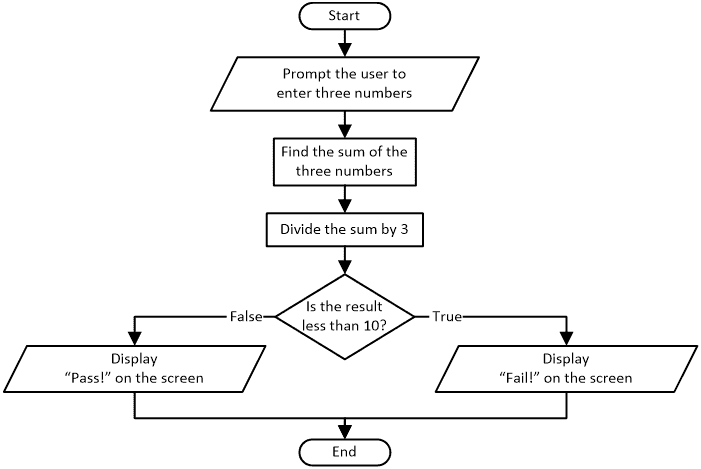 Start
Prompt the user to
enter three numbers
Find the sum of the
three numbers
Divide the sum by 3
Is the result
less than 10?
False
True
Display
“Pass!” on the screen
Display
“Fail!” on the screen
End